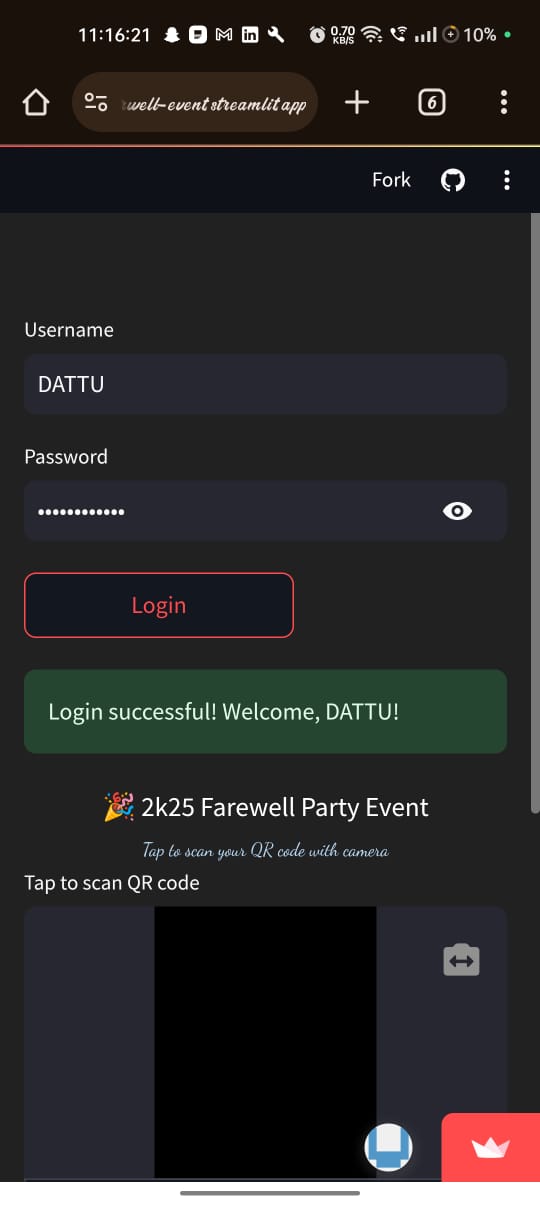 11:16:21 0.70 KB/S 10%
well-event streamlit app 6
Fork
Username
DATTU
Password
Login
Login successful! Welcome, DATTU!
🎉 2k25 Farewell Party Event
Tap to scan your QR code with camera
Tap to scan QR code